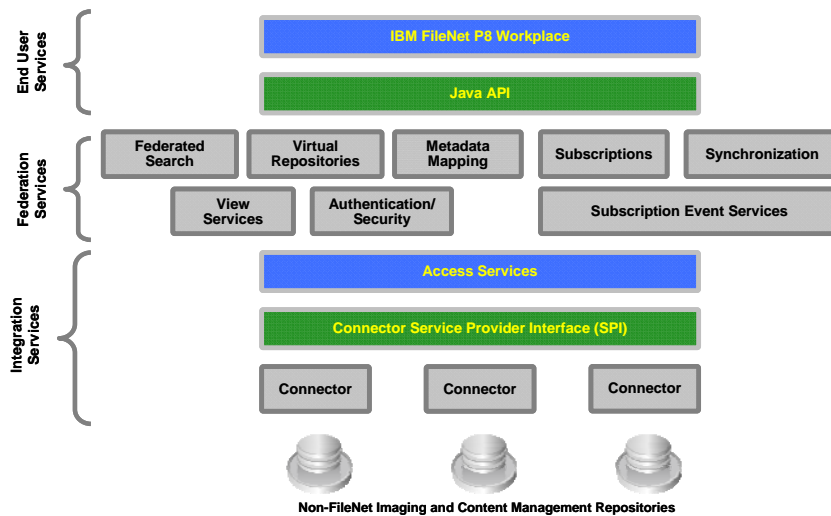 End User
Services
IBM FileNet P8 Workplace
Java API
Federation
Services
Federated
Search
Virtual
Repositories
Metadata
Mapping
Subscriptions
Synchronization
View
Services
Authentication/
Security
Subscription Event Services
Integration
Services
Access Services
Connector Service Provider Interface (SPI)
Connector
Connector
Connector
Non-FileNet Imaging and Content Management Repositories